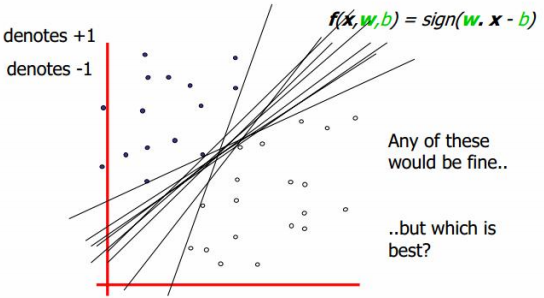 f(x,w,b) = sign(w. x - b)
denotes +1
denotes -1
Any of these
would be fine..
..but which is
best?